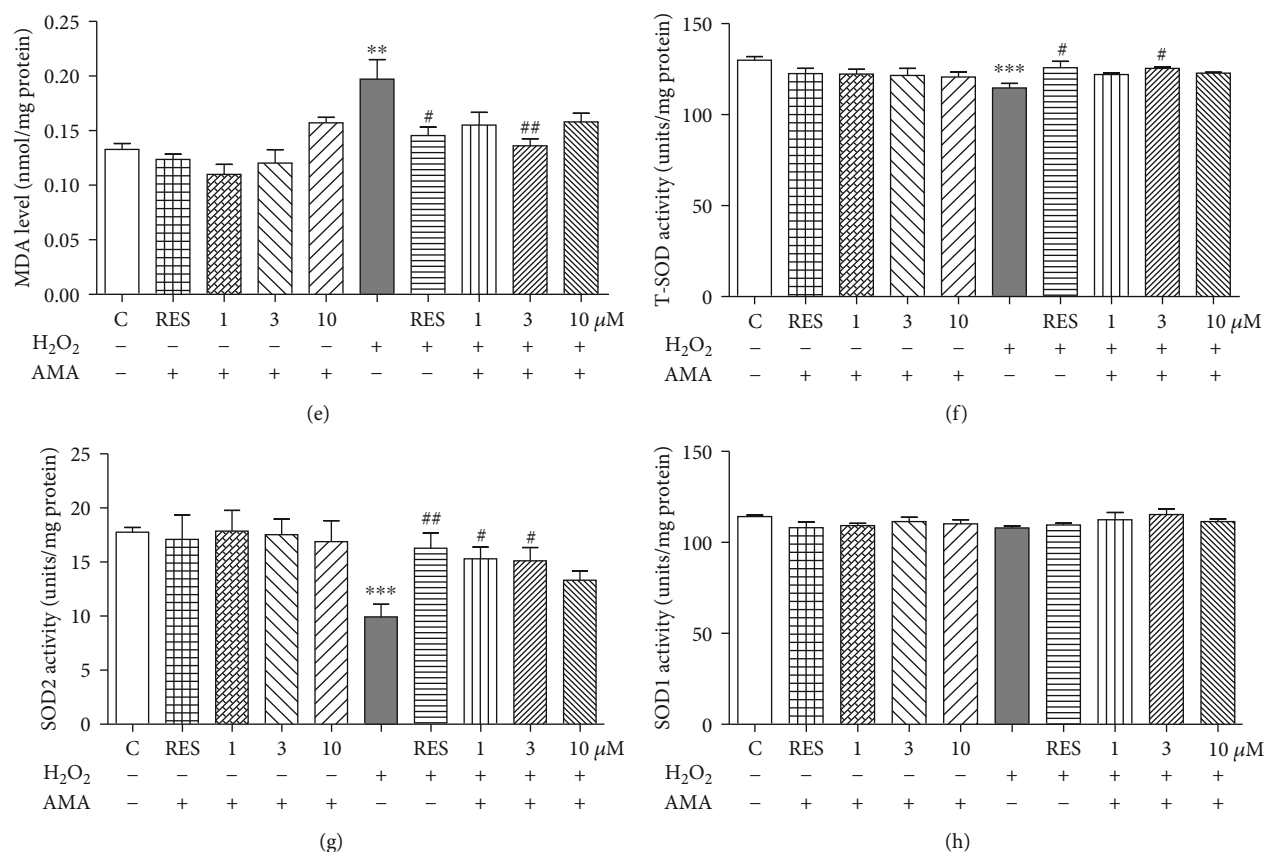 MDA level (nmol/mg protein)
0.25
0.20
0.15
0.10
0.05
0.00
**
#
##
C RES 1 3 10 RES 1 3 10 μM
H₂O₂ − − − − − + + + + +
AMA − + + + + − − + + +
(e)
T-SOD activity (units/mg protein)
150
100
50
0
***
#
#
C RES 1 3 10 RES 1 3 10 μM
H₂O₂ − − − − − + + + + +
AMA − + + + + − − + + +
(f)
SOD2 activity (units/mg protein)
25
20
15
10
5
0
***
##
#
#
C RES 1 3 10 RES 1 3 10 μM
H₂O₂ − − − − − + + + + +
AMA − + + + + − − + + +
(g)
SOD1 activity (units/mg protein)
150
100
50
0
C RES 1 3 10 RES 1 3 10 μM
H₂O₂ − − − − − + + + + +
AMA − + + + + − − + + +
(h)